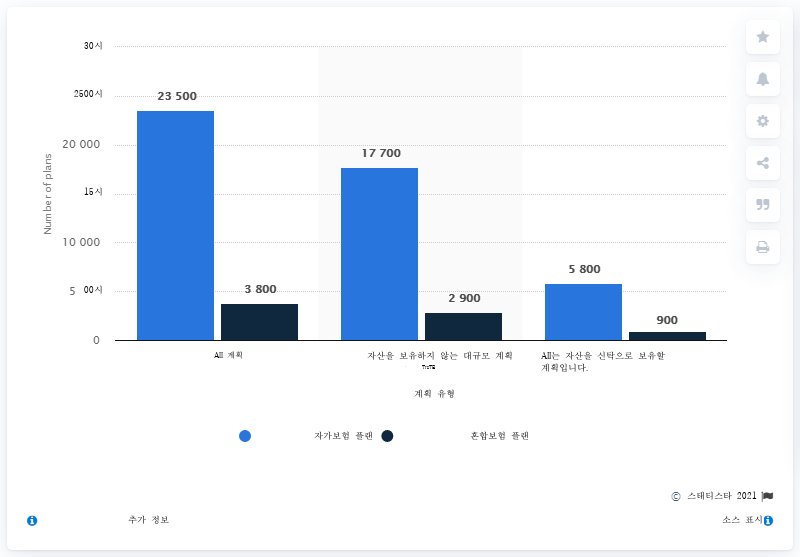 30시
2500시
20 000
15시
10 000
5 00시
0
Number of plans
23 500
3 800
17 700
2 900
5 800
900
All 계획
자산을 보유하지 않는 대규모 계획
All는 자산을 신탁으로 보유할
계획입니다.
계획 유형
자가보험 플랜 혼합보험 플랜
© 스태티스타 2021
추가 정보 소스 표시